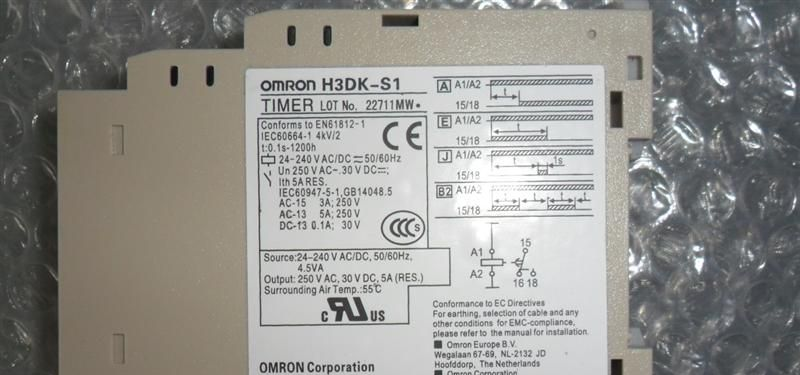 OMRON H3DK-S1
TIMER LOT No. 22711MW•
Conforms to EN61812-1
IEC60664-1 4kV/2
t:0.1s-1200h
24-240 V AC/DC 50/60Hz
Un 250 V AC~.30 V DC
Ith 5A RES.
IEC60947-5-1,GB14048.5
AC-15 3A; 250 V
AC-13 5A; 250 V
DC-13 0.1A; 30 V
CE
CCC S
Source:24-240 V AC/DC, 50/60Hz,
4.5VA
Output: 250 V AC, 30 V DC, 5A (RES.)
Surrounding Air Temp.:55℃
c RU US
OMRON Corporation
A A1/A2
t
15/18
E A1/A2
t
15/18
J A1/A2
t 1s
15/18
B2 A1/A2
t t t t
15/18
A1
15
A2
16 18
Conformance to EC Directives
For earthing, selection of cable and any
other conditions for EMC-compliance,
please refer to the manual for installation.
■ Omron Europe B.V.
Wegalaan 67-69, NL-2132 JD
Hoofddorp, The Netherlands
■ Omron Corporation